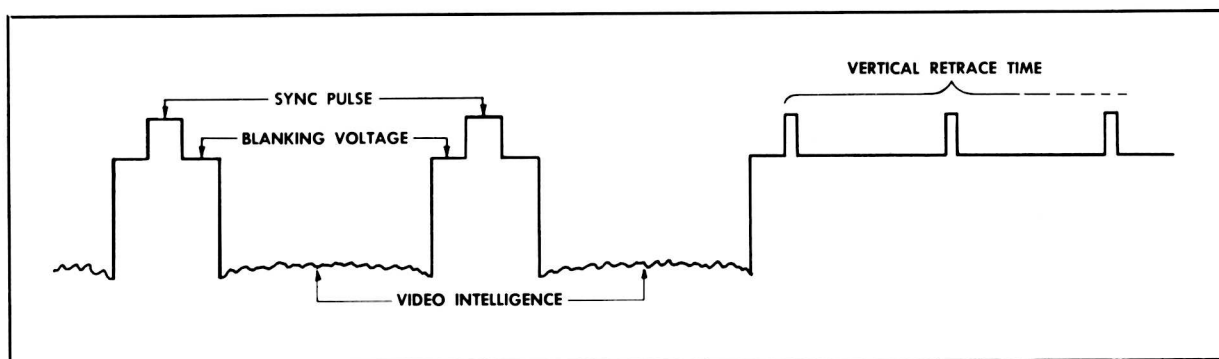 VERTICAL RETRACE TIME
SYNC PULSE
BLANKING VOLTAGE
VIDEO INTELLIGENCE